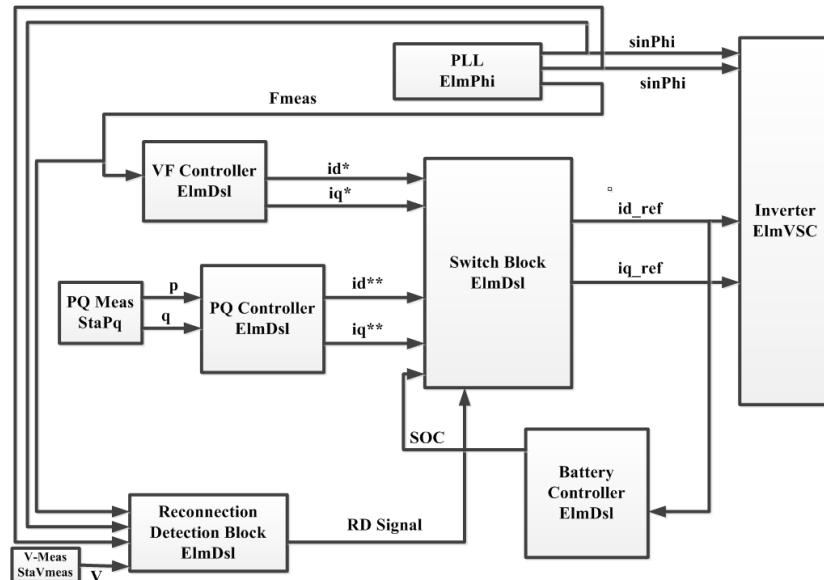 sinPhi
PLL
ElmPhi
sinPhi
Fmeas
VF Controller
ElmDsl
id*
iq*
id_ref
Inverter
ElmVSC
Switch Block
ElmDsl
iq_ref
PQ Meas
StaPq
p
q
PQ Controller
ElmDsl
id**
iq**
SOC
Battery
Controller
ElmDsl
Reconnection
Detection Block
ElmDsl
RD Signal
V-Meas
StaVmeas
V